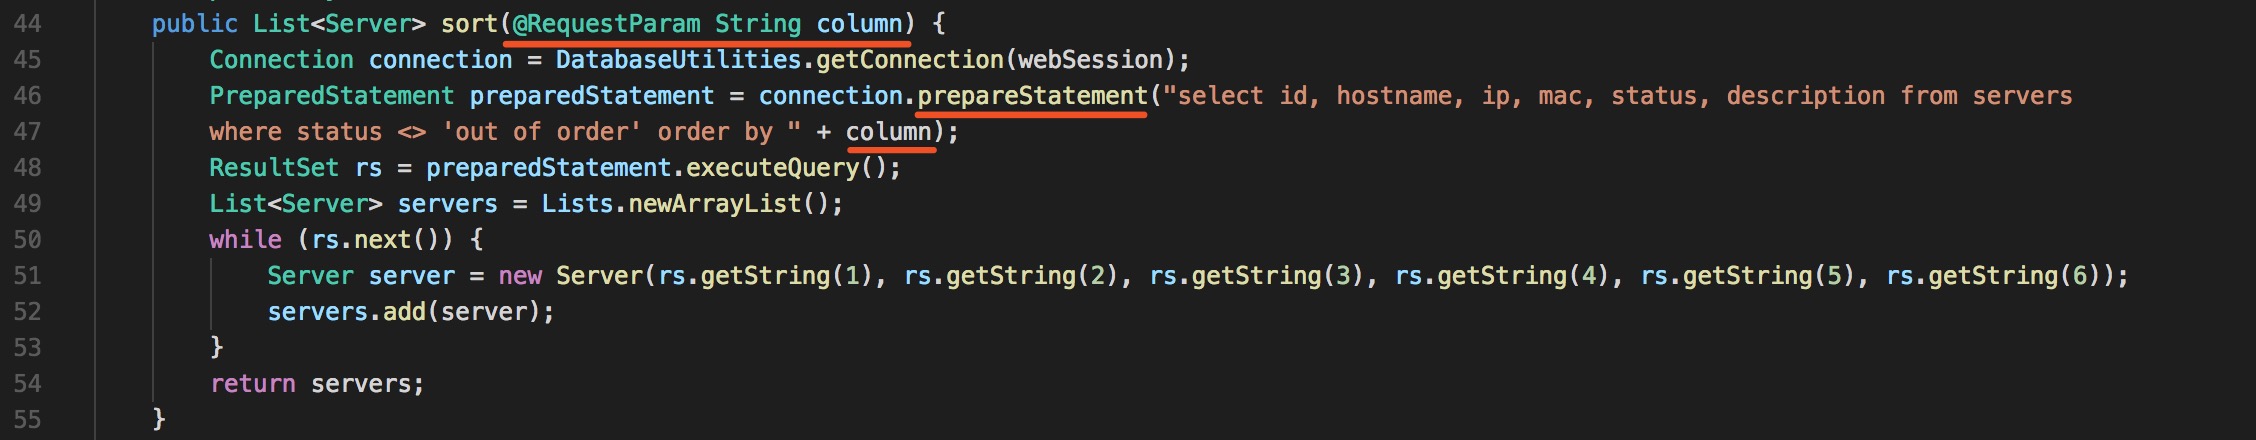 44 public List<Server> sort(@RequestParam String column) {
45 Connection connection = DatabaseUtilities.getConnection(webSession);
46 PreparedStatement preparedStatement = connection.prepareStatement("select id, hostname, ip, mac, status, description from servers
47 where status <> 'out of order' order by " + column);
48 ResultSet rs = preparedStatement.executeQuery();
49 List<Server> servers = Lists.newArrayList();
50 while (rs.next()) {
51 Server server = new Server(rs.getString(1), rs.getString(2), rs.getString(3), rs.getString(4), rs.getString(5), rs.getString(6));
52 servers.add(server);
53 }
54 return servers;
55 }